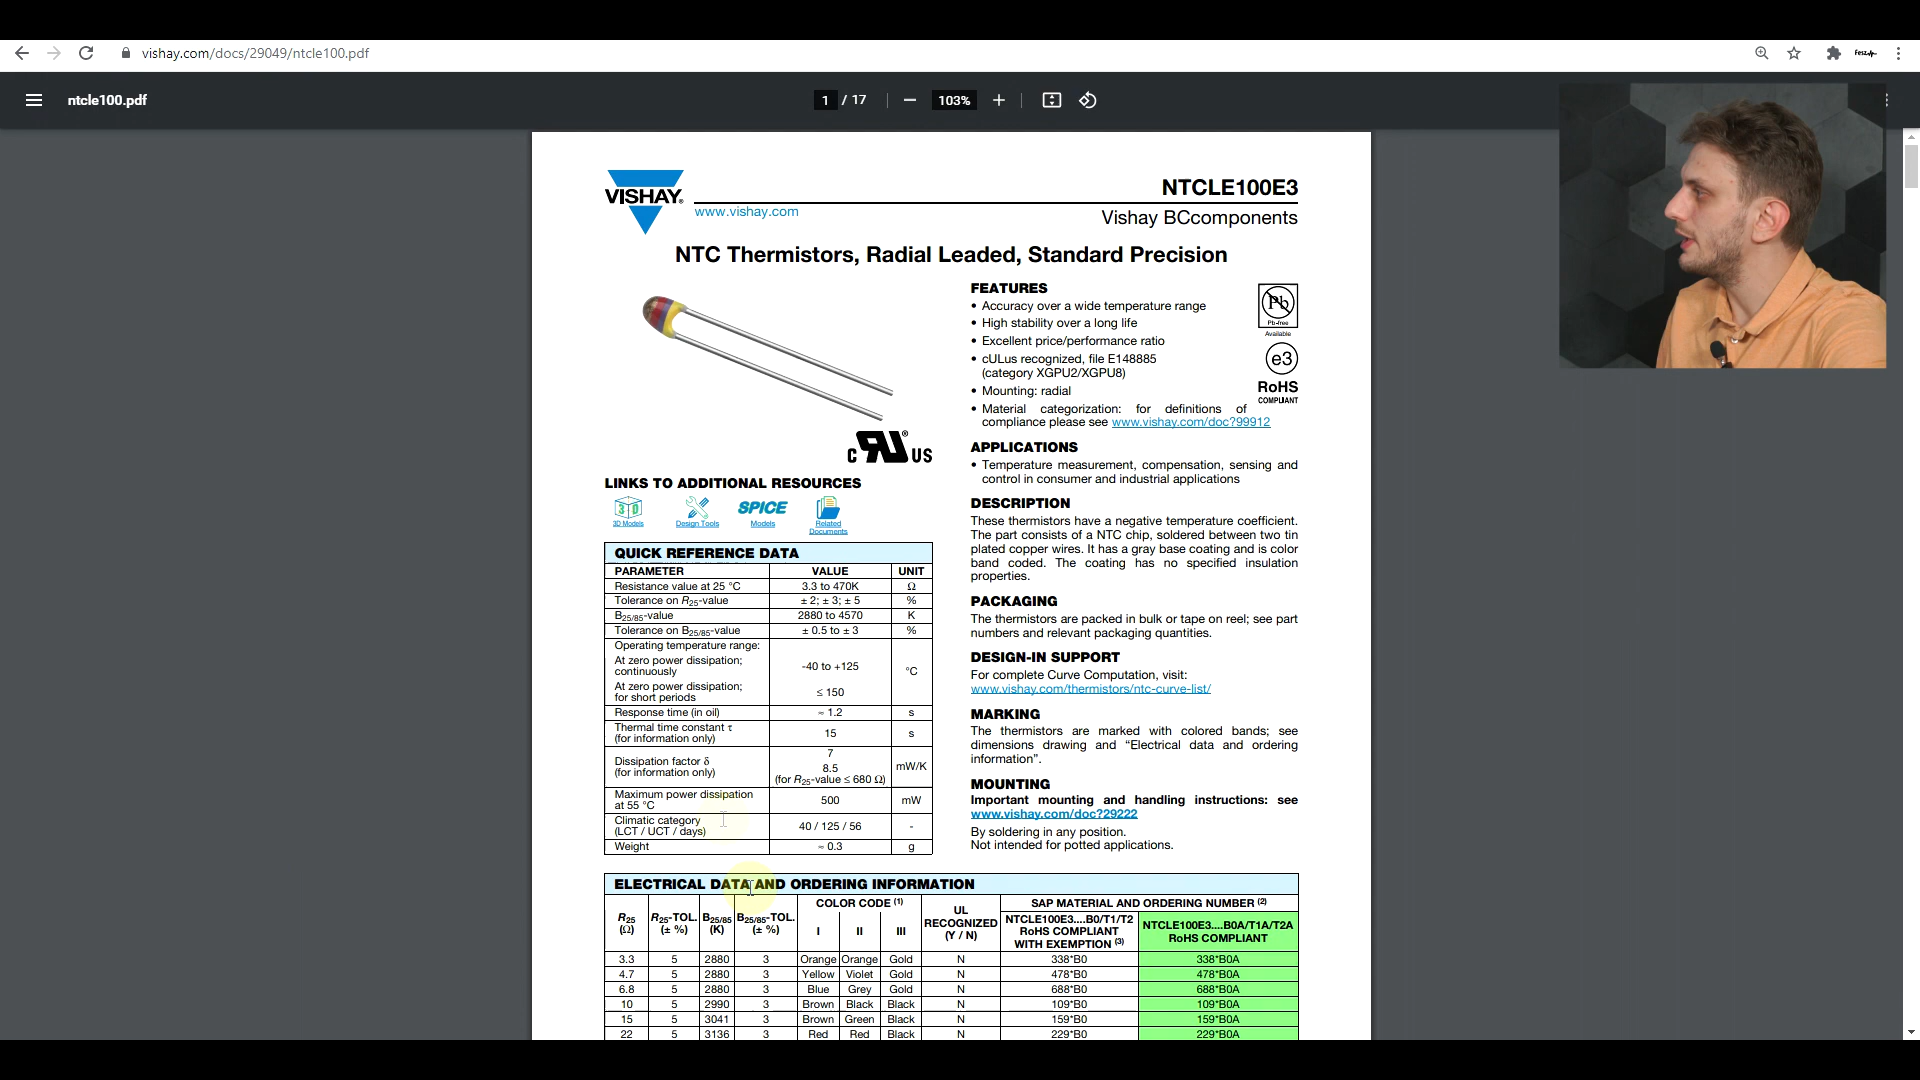 vishay.com/docs/29049/ntcle100.pdf
fesz
ntcle100.pdf
1 / 17
103%
VISHAY®
www.vishay.com
NTCLE100E3
Vishay BCcomponents
NTC Thermistors, Radial Leaded, Standard Precision
C US
LINKS TO ADDITIONAL RESOURCES
3D
3D Models
Design Tools
SPICE
Models
Related
Documents
QUICK REFERENCE DATA
PARAMETER VALUE UNIT
Resistance value at 25 °C 3.3 to 470K Ω
Tolerance on R25-value ± 2; ± 3; ± 5 %
B25/85-value 2880 to 4570 K
Tolerance on B25/85-value ± 0.5 to ± 3 %
Operating temperature range:
At zero power dissipation;
continuously -40 to +125 °C
At zero power dissipation;
for short periods ≤ 150
Response time (in oil) ≈ 1.2 s
Thermal time constant τ
(for information only) 15 s
Dissipation factor δ
(for information only) 7
8.5
(for R25-value ≤ 680 Ω) mW/K
Maximum power dissipation
at 55 °C 500 mW
Climatic category
(LCT / UCT / days) 40 / 125 / 56 -
Weight ≈ 0.3 g
FEATURES
• Accuracy over a wide temperature range
• High stability over a long life
• Excellent price/performance ratio
• cULus recognized, file E148885
(category XGPU2/XGPU8)
• Mounting: radial
• Material categorization: for definitions of
compliance please see www.vishay.com/doc?99912
Pb
Pb-free
Available
e3
RoHS
COMPLIANT
APPLICATIONS
• Temperature measurement, compensation, sensing and
control in consumer and industrial applications
DESCRIPTION
These thermistors have a negative temperature coefficient.
The part consists of a NTC chip, soldered between two tin
plated copper wires. It has a gray base coating and is color
band coded. The coating has no specified insulation
properties.
PACKAGING
The thermistors are packed in bulk or tape on reel; see part
numbers and relevant packaging quantities.
DESIGN-IN SUPPORT
For complete Curve Computation, visit:
www.vishay.com/thermistors/ntc-curve-list/
MARKING
The thermistors are marked with colored bands; see
dimensions drawing and “Electrical data and ordering
information”.
MOUNTING
Important mounting and handling instructions: see
www.vishay.com/doc?29222
By soldering in any position.
Not intended for potted applications.
ELECTRICAL DATA AND ORDERING INFORMATION
R25
(Ω) R25-TOL.
(± %) B25/85
(K) B25/85-TOL.
(± %) COLOR CODE (1)
I II III UL
RECOGNIZED
(Y / N) SAP MATERIAL AND ORDERING NUMBER (2)
NTCLE100E3....B0/T1/T2
RoHS COMPLIANT
WITH EXEMPTION (3) NTCLE100E3....B0A/T1A/T2A
RoHS COMPLIANT
3.3 5 2880 3 Orange Orange Gold N 338*B0 338*B0A
4.7 5 2880 3 Yellow Violet Gold N 478*B0 478*B0A
6.8 5 2880 3 Blue Grey Gold N 688*B0 688*B0A
10 5 2990 3 Brown Black Black N 109*B0 109*B0A
15 5 3041 3 Brown Green Black N 159*B0 159*B0A
22 5 3136 3 Red Red Black N 229*B0 229*B0A